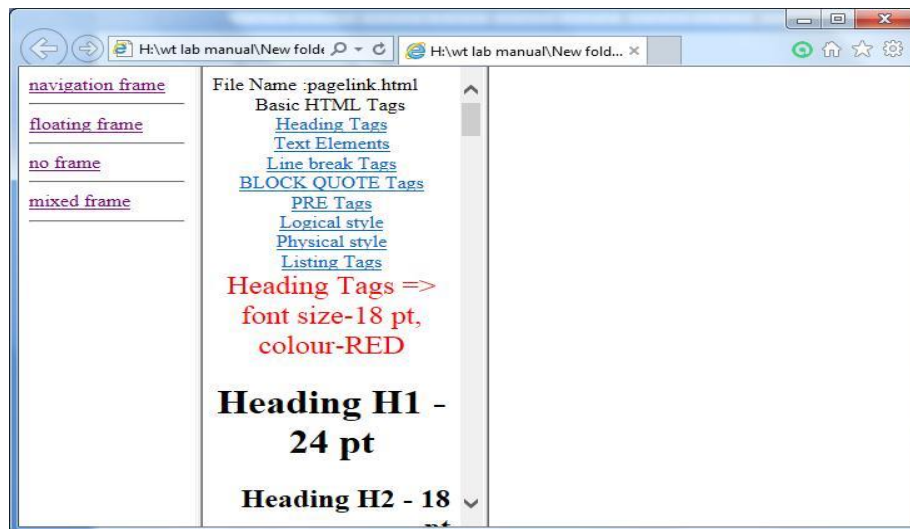 H:\wt lab manual\New folde
H:\wt lab manual\New fold...
navigation frame
floating frame
no frame
mixed frame
File Name :pagelink.html
Basic HTML Tags
Heading Tags
Text Elements
Line break Tags
BLOCK QUOTE Tags
PRE Tags
Logical style
Physical style
Listing Tags
Heading Tags =>
font size-18 pt,
colour-RED
Heading H1 -
24 pt
Heading H2 - 18
pt